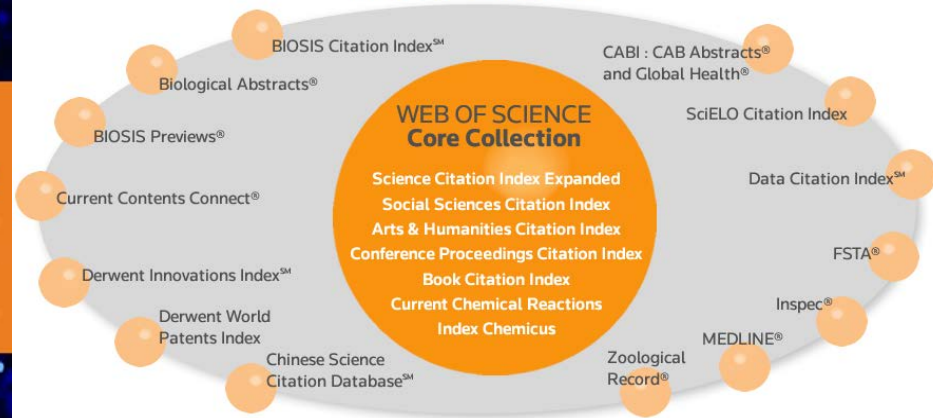 BIOSIS Citation Index℠
Biological Abstracts®
BIOSIS Previews®
Current Contents Connect®
Derwent Innovations Index℠
Derwent World
Patents Index
Chinese Science
Citation Database℠
WEB OF SCIENCE
Core Collection
Science Citation Index Expanded
Social Sciences Citation Index
Arts & Humanities Citation Index
Conference Proceedings Citation Index
Book Citation Index
Current Chemical Reactions
Index Chemicus
CABI : CAB Abstracts®
and Global Health®
SciELO Citation Index
Data Citation Index℠
FSTA®
Inspec®
MEDLINE®
Zoological
Record®